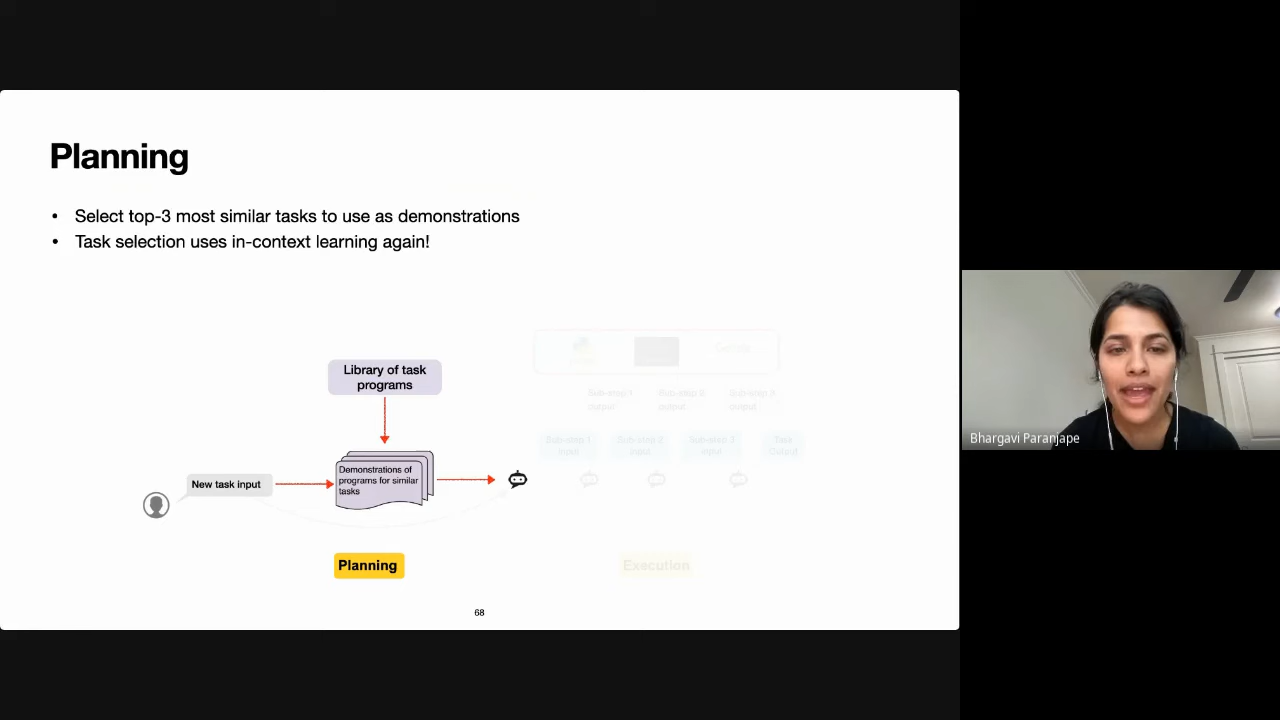 Planning
• Select top-3 most similar tasks to use as demonstrations
• Task selection uses in-context learning again!
Library of task
programs
Sub-step 1
output
Sub-step 2
output
Sub-step 3
output
Demonstrations of
programs for similar
tasks
New task input
Sub-step 1
Input
Sub-step 2
Input
Sub-step 3
Input
Task
Output
Planning
Execution
68
Bhargavi Paranjape